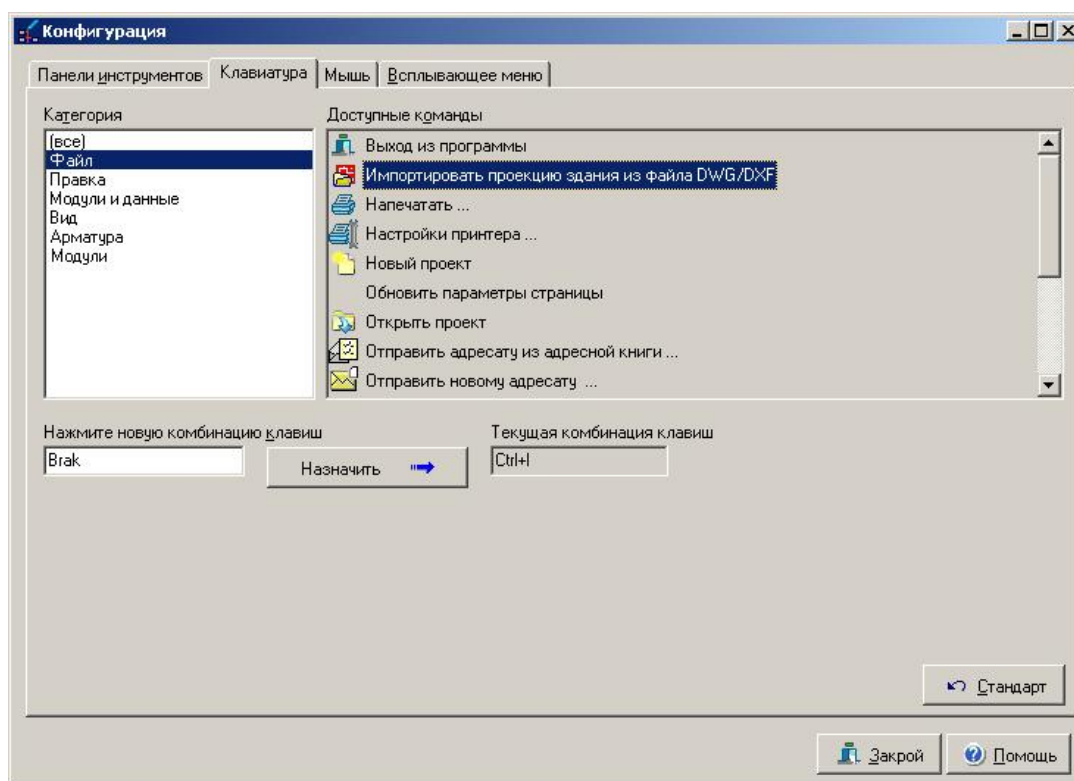 Конфигурация
Панели инструментов Клавиатура Мышь Всплывающее меню
Категория
(все)
Файл
Правка
Модули и данные
Вид
Арматура
Модули
Доступные команды
Выход из программы
Импортировать проекцию здания из файла DWG/DXF
Напечатать ...
Настройки принтера ...
Новый проект
Обновить параметры страницы
Открыть проект
Отправить адресату из адресной книги ...
Отправить новому адресату ...
Нажмите новую комбинацию клавиш
Brak
Назначить
Текущая комбинация клавиш
Ctrl+I
Стандарт
Закрой
Помощь